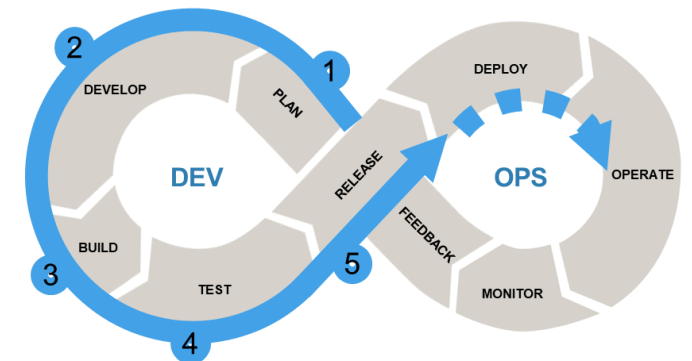 1
2
3
4
5
PLAN
DEVELOP
BUILD
TEST
RELEASE
DEPLOY
OPERATE
MONITOR
FEEDBACK
DEV
OPS